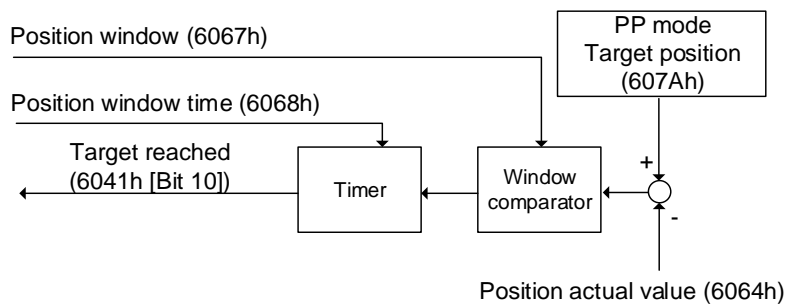 Position window (6067h)
PP mode
Target position
(607Ah)
Position window time (6068h)
Target reached
(6041h [Bit 10])
Timer
Window
comparator
+
-
Position actual value (6064h)